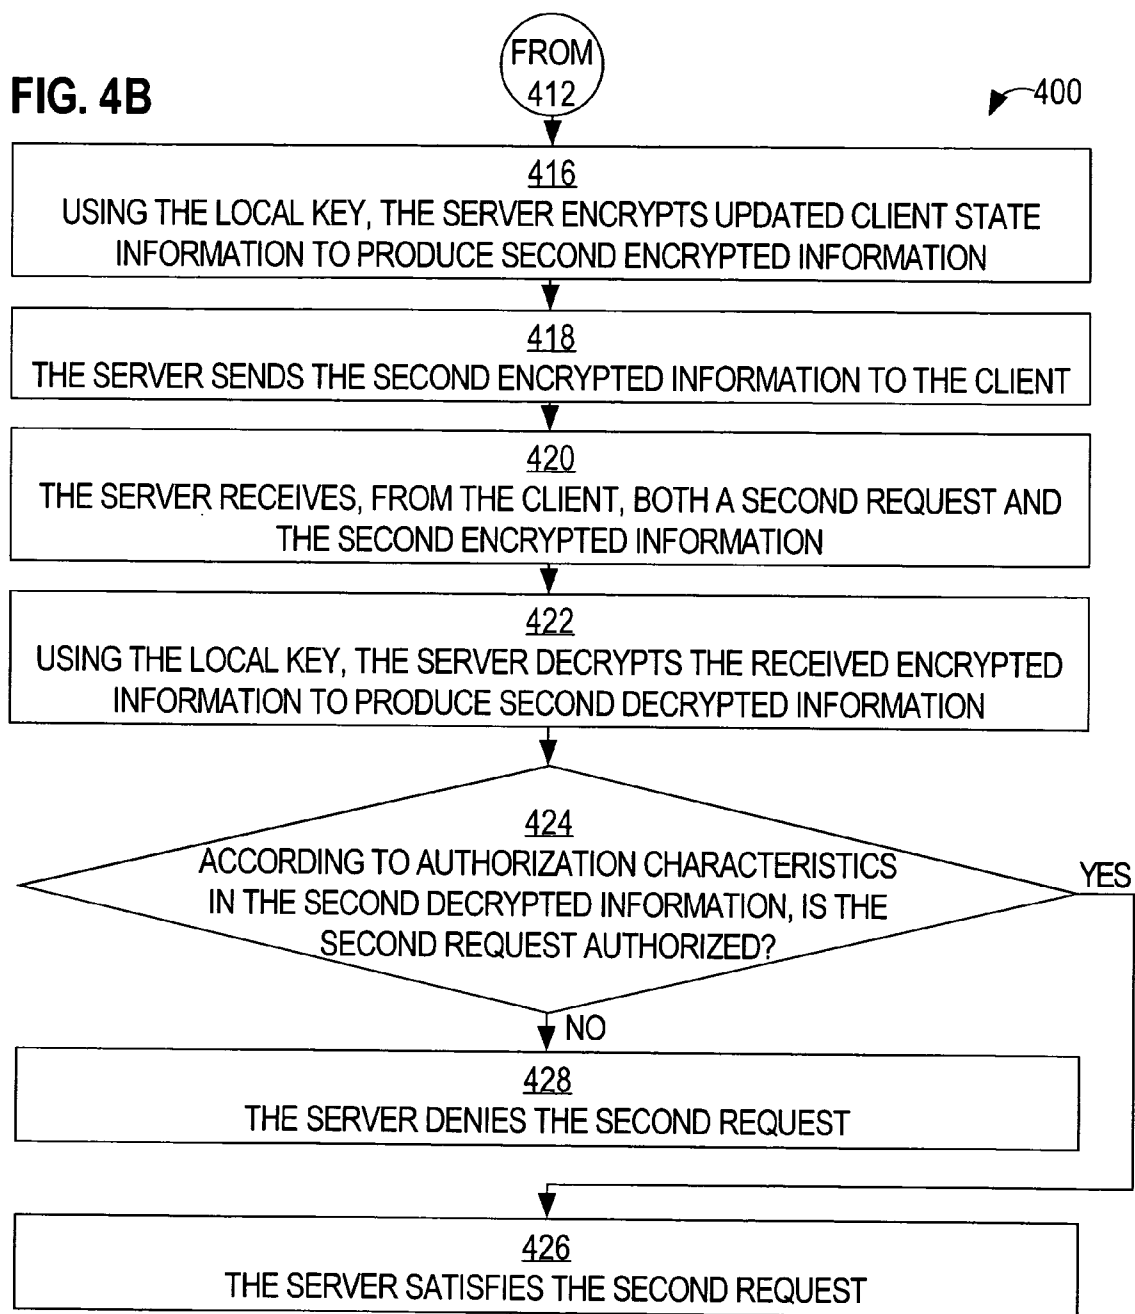 FROM
412
FIG. 4B
400
416
USING THE LOCAL KEY, THE SERVER ENCRYPTS UPDATED CLIENT STATE
INFORMATION TO PRODUCE SECOND ENCRYPTED INFORMATION
418
THE SERVER SENDS THE SECOND ENCRYPTED INFORMATION TO THE CLIENT
420
THE SERVER RECEIVES, FROM THE CLIENT, BOTH A SECOND REQUEST AND
THE SECOND ENCRYPTED INFORMATION
422
USING THE LOCAL KEY, THE SERVER DECRYPTS THE RECEIVED ENCRYPTED
INFORMATION TO PRODUCE SECOND DECRYPTED INFORMATION
424
ACCORDING TO AUTHORIZATION CHARACTERISTICS
IN THE SECOND DECRYPTED INFORMATION, IS THE
SECOND REQUEST AUTHORIZED?
YES
NO
428
THE SERVER DENIES THE SECOND REQUEST
426
THE SERVER SATISFIES THE SECOND REQUEST